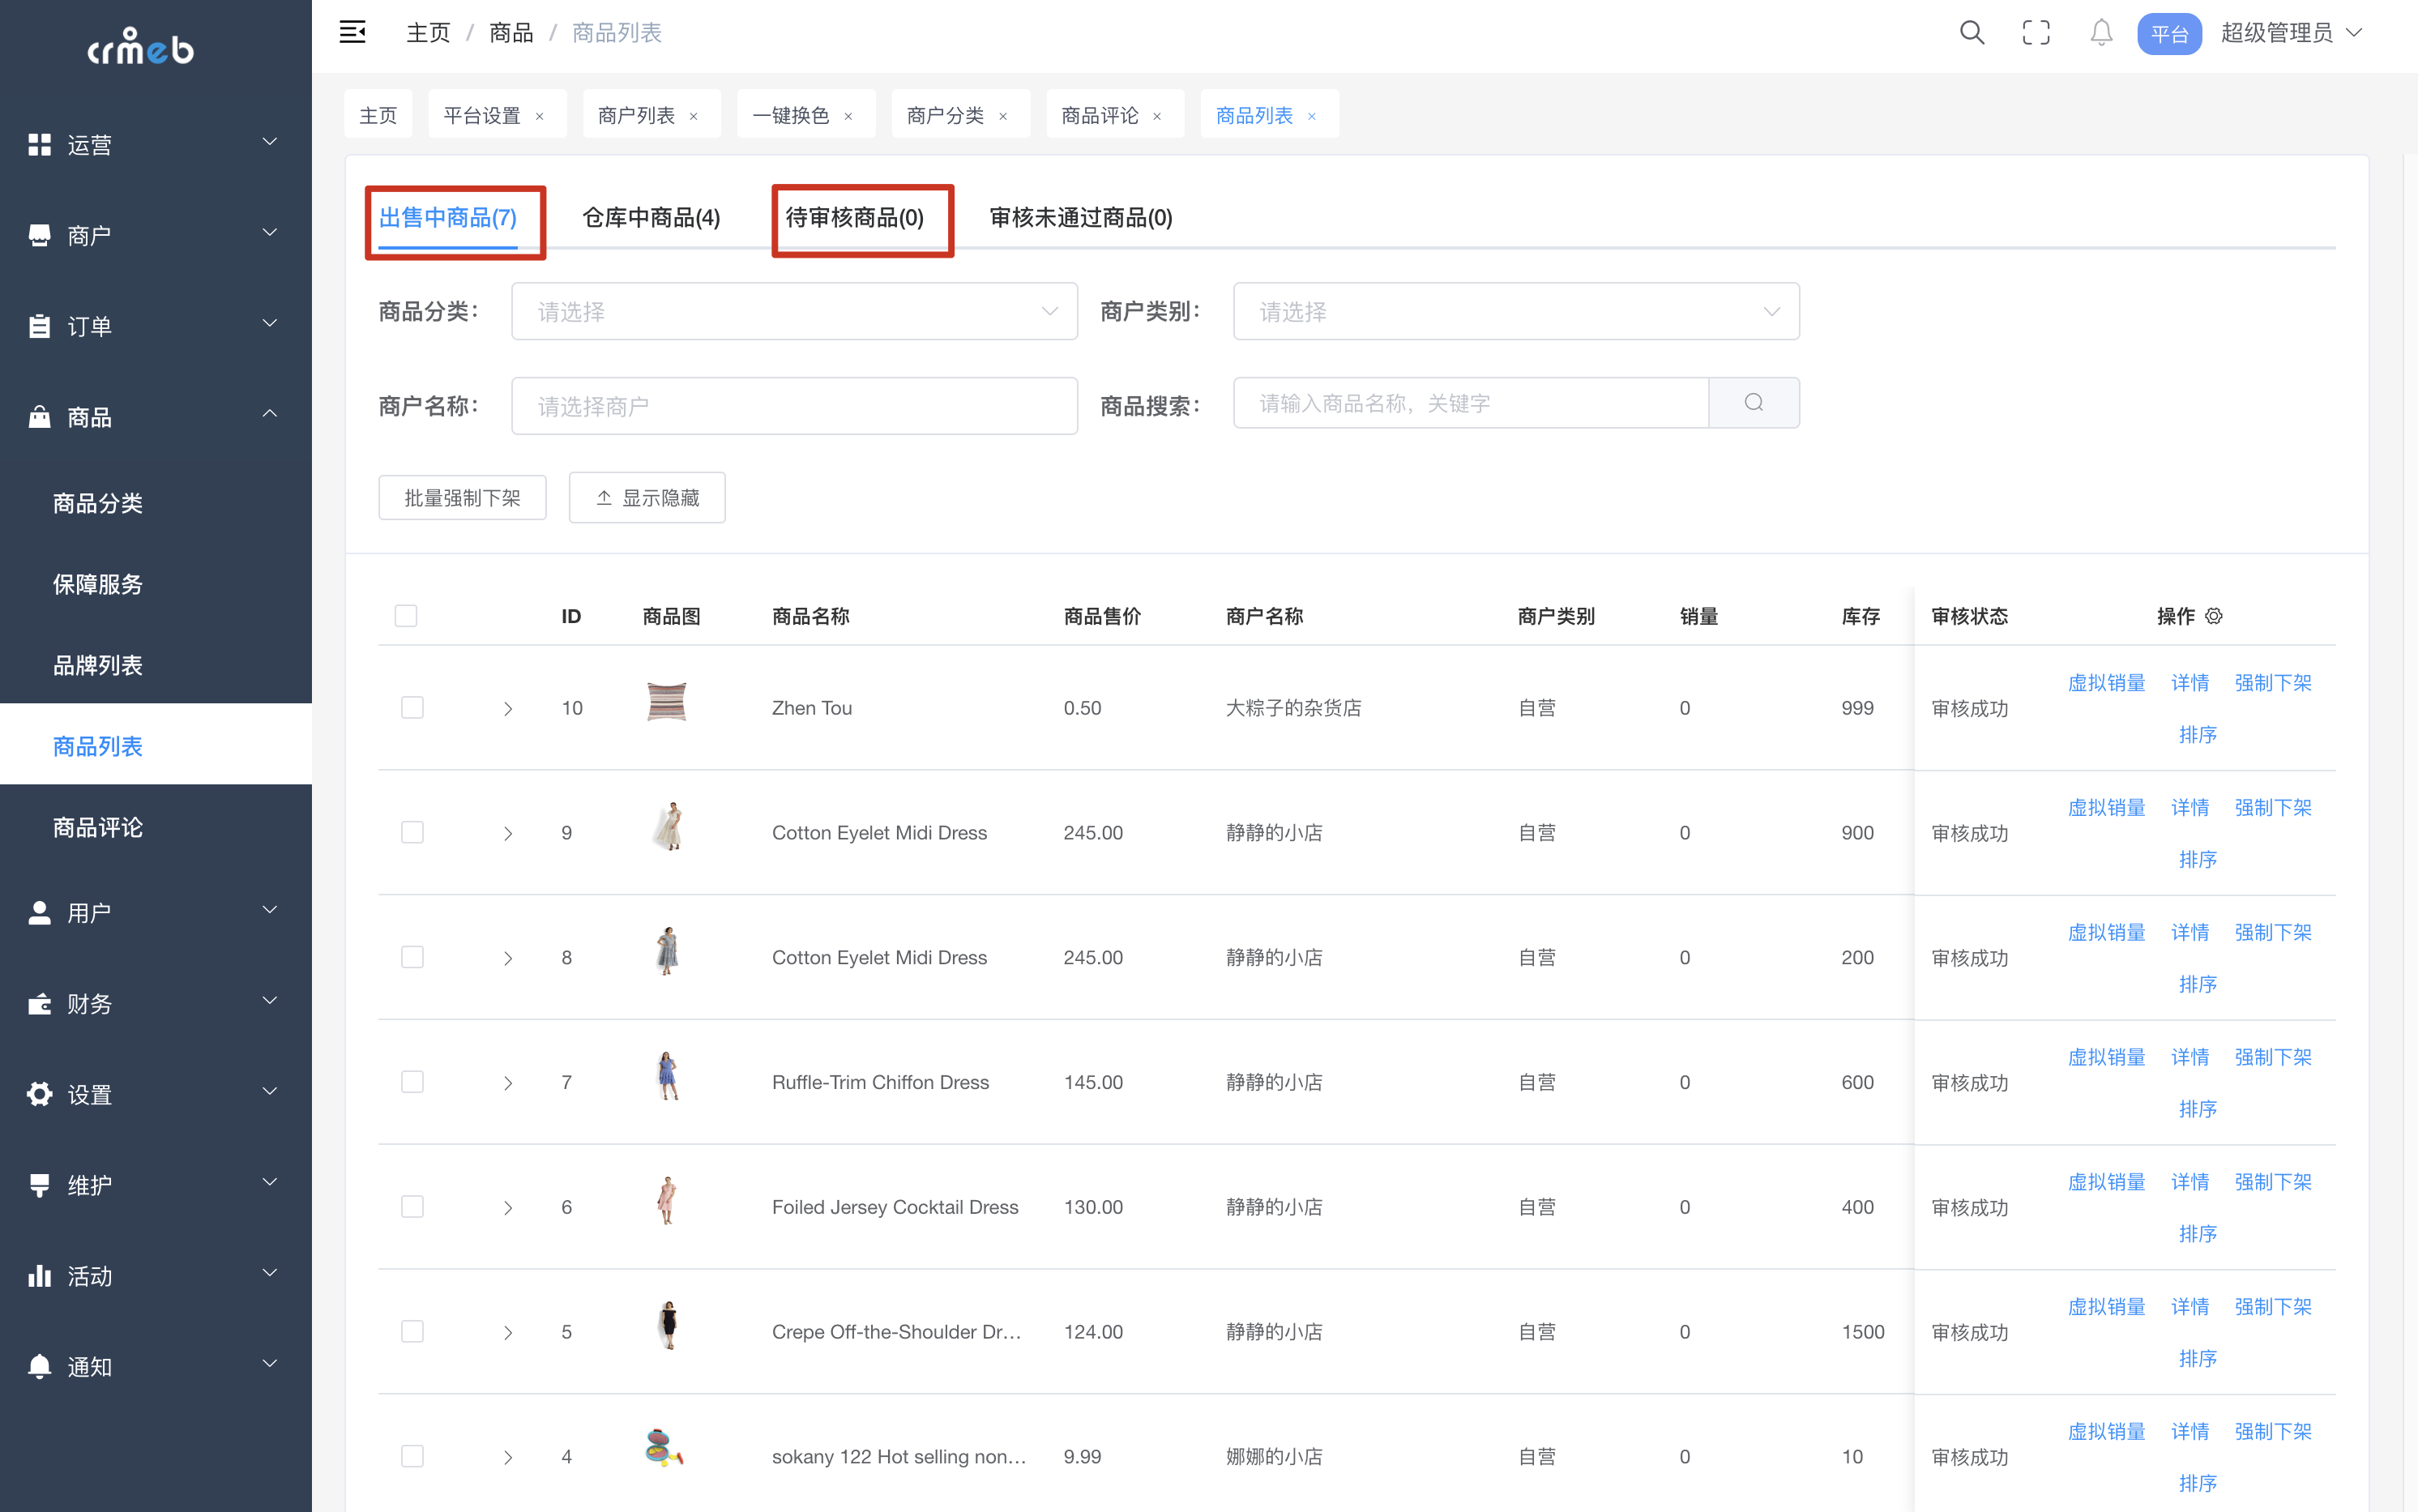 crmeb
主页 / 商品 / 商品列表
平台 超级管理员
主页 平台设置 × 商户列表 × 一键换色 × 商户分类 × 商品评论 × 商品列表 ×
运营
商户
订单
商品
商品分类
保障服务
品牌列表
商品列表
商品评论
用户
财务
设置
维护
活动
通知
出售中商品(7) 仓库中商品(4) 待审核商品(0) 审核未通过商品(0)
商品分类： 请选择 商户类别： 请选择
商户名称： 请选择商户 商品搜索： 请输入商品名称，关键字
批量强制下架 显示隐藏
ID 商品图 商品名称 商品售价 商户名称 商户类别 销量 库存 审核状态 操作
10 Zhen Tou 0.50 大粽子的杂货店 自营 0 999 审核成功 虚拟销量 详情 强制下架
排序
9 Cotton Eyelet Midi Dress 245.00 静静的小店 自营 0 900 审核成功 虚拟销量 详情 强制下架
排序
8 Cotton Eyelet Midi Dress 245.00 静静的小店 自营 0 200 审核成功 虚拟销量 详情 强制下架
排序
7 Ruffle-Trim Chiffon Dress 145.00 静静的小店 自营 0 600 审核成功 虚拟销量 详情 强制下架
排序
6 Foiled Jersey Cocktail Dress 130.00 静静的小店 自营 0 400 审核成功 虚拟销量 详情 强制下架
排序
5 Crepe Off-the-Shoulder Dr... 124.00 静静的小店 自营 0 1500 审核成功 虚拟销量 详情 强制下架
排序
4 sokany 122 Hot selling non... 9.99 娜娜的小店 自营 0 10 审核成功 虚拟销量 详情 强制下架
排序